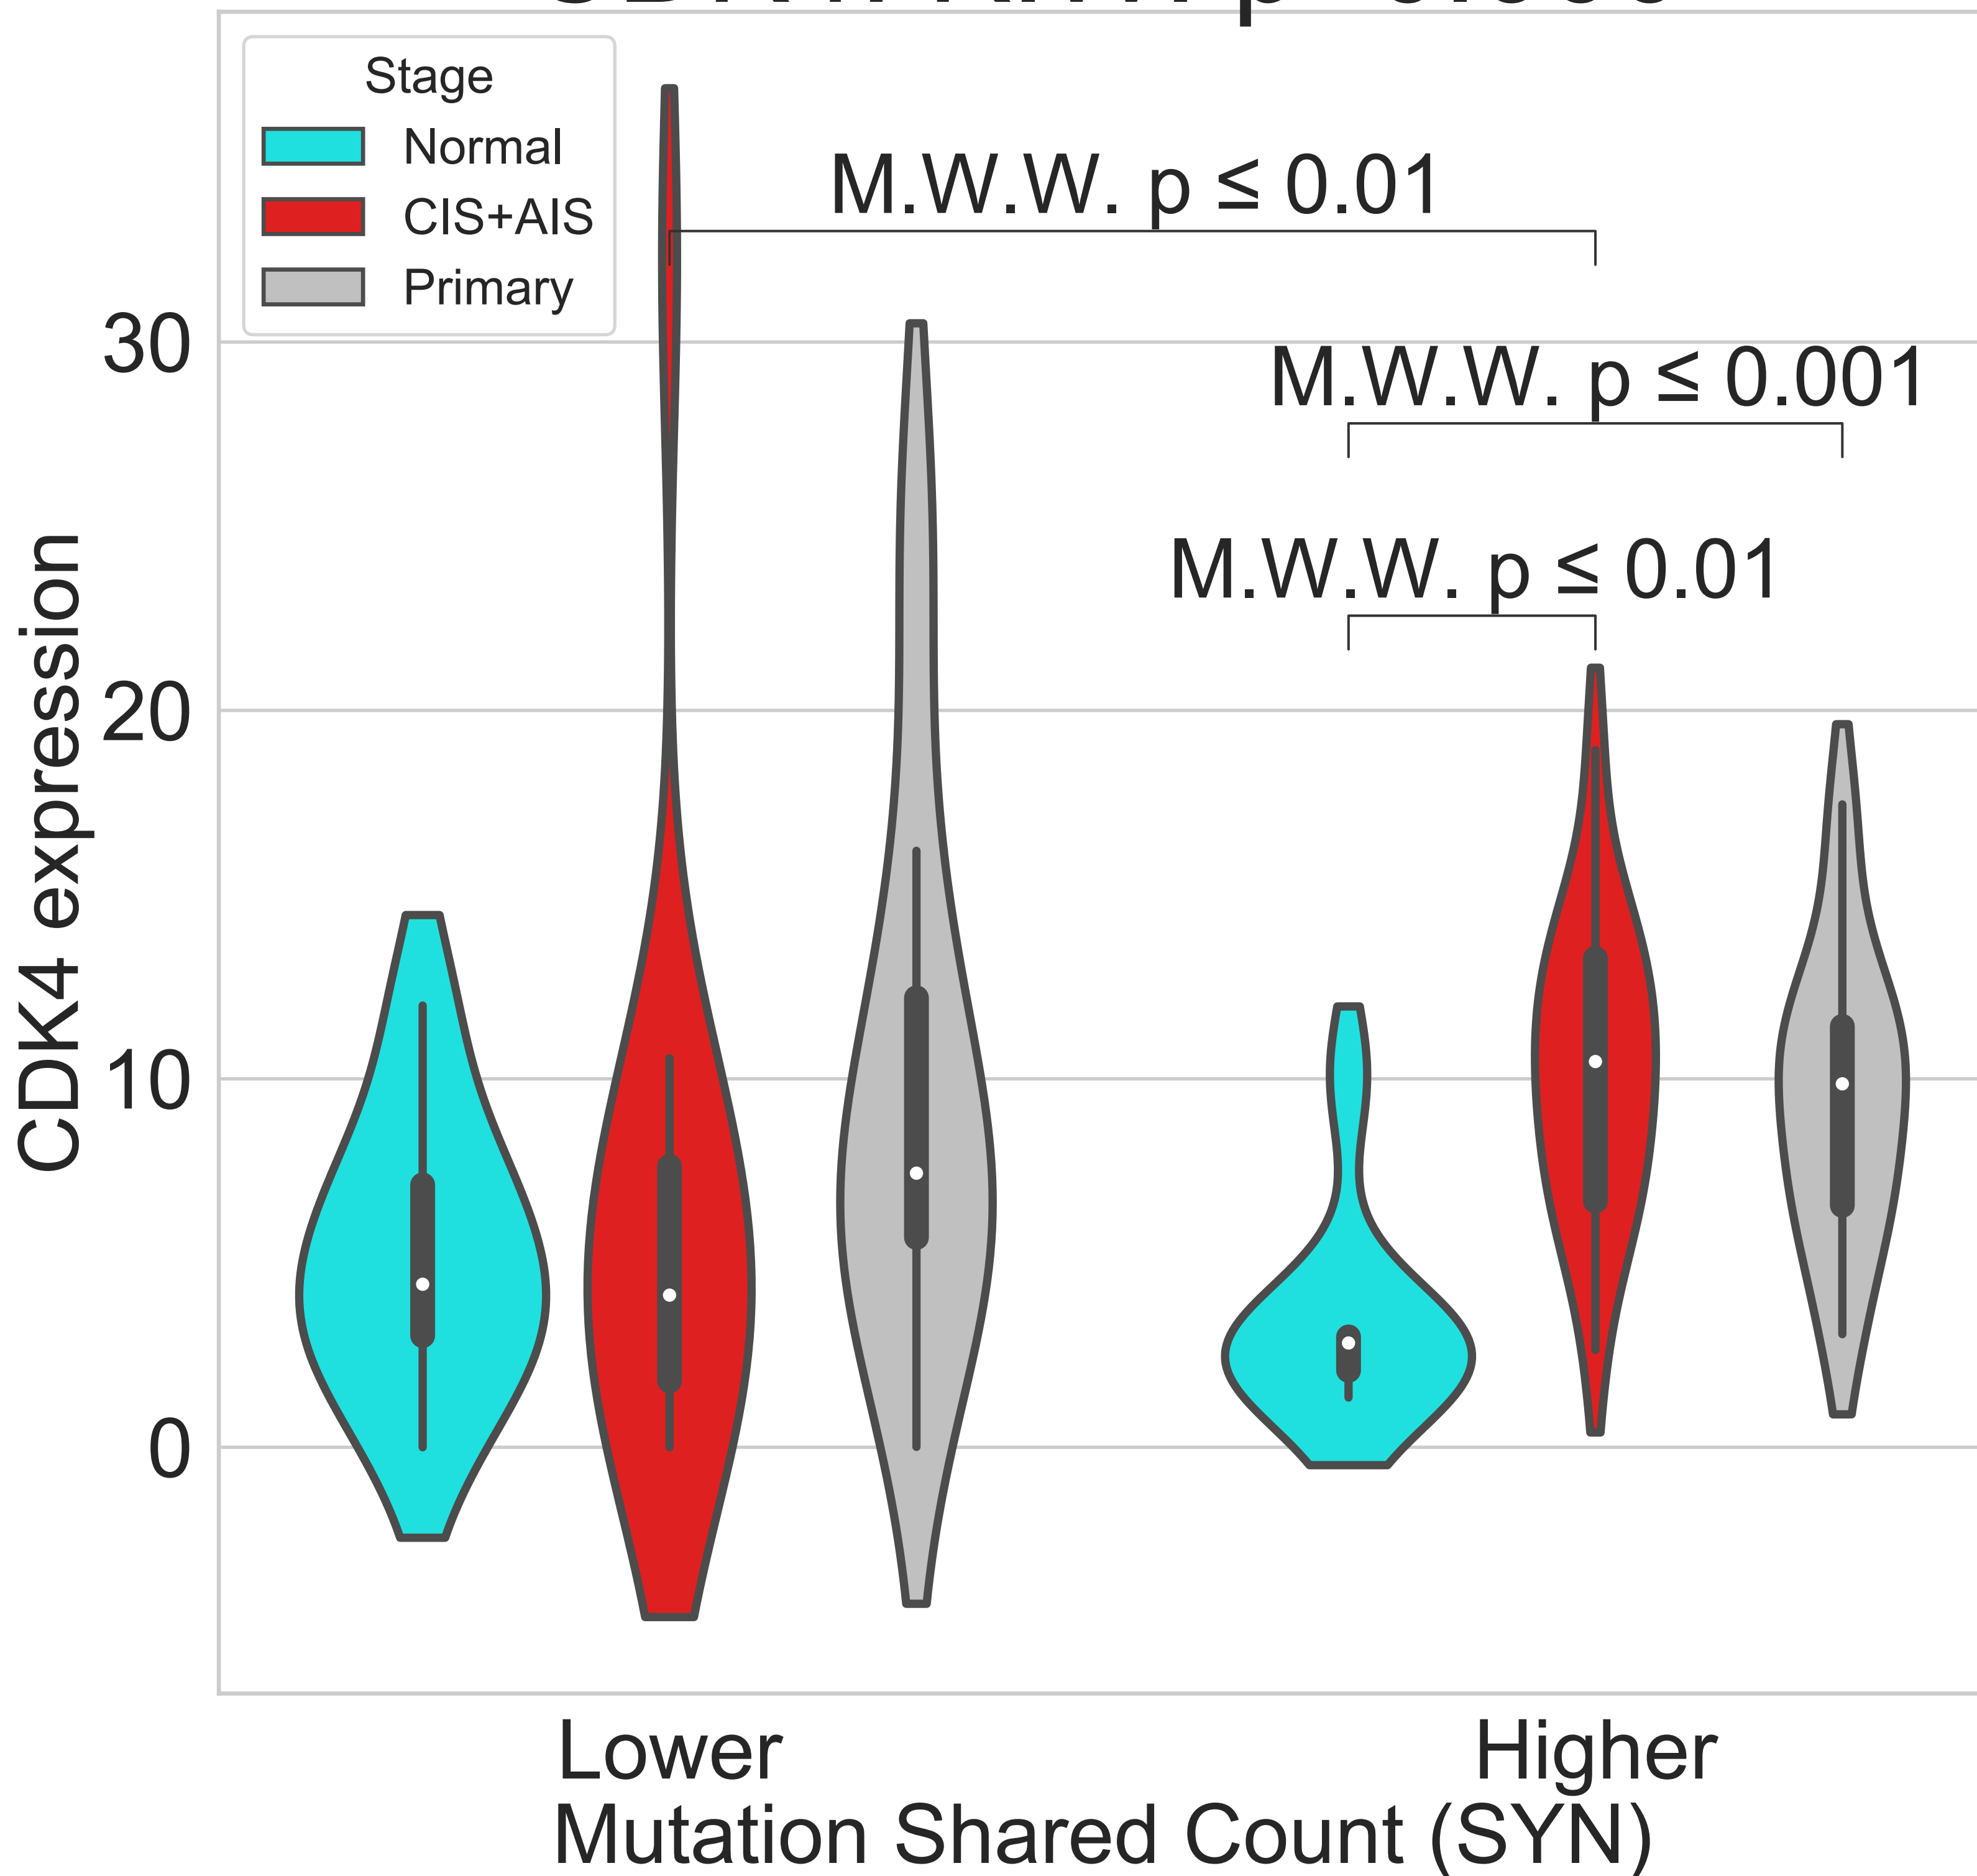 Stage
Normal
CIS+AIS
Primary
M.W.W. p ≤ 0.01
M.W.W. p ≤ 0.001
M.W.W. p ≤ 0.01
30
20
10
0
CDK4 expression
Lower
Higher
Mutation Shared Count (SYN)